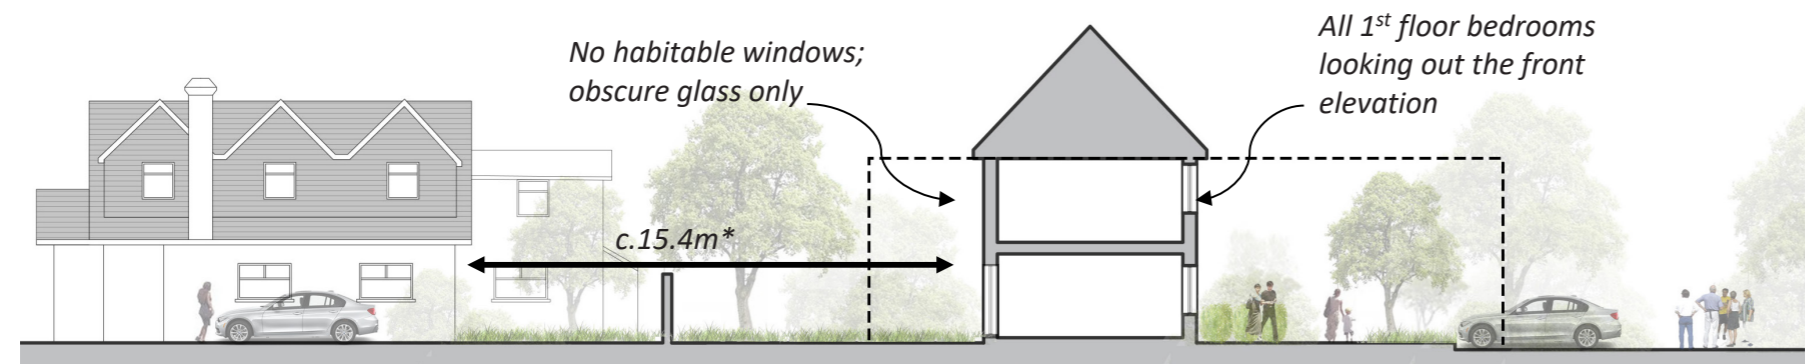 No habitable windows;
obscure glass only
All 1st floor bedrooms
looking out the front
elevation
c.15.4m*